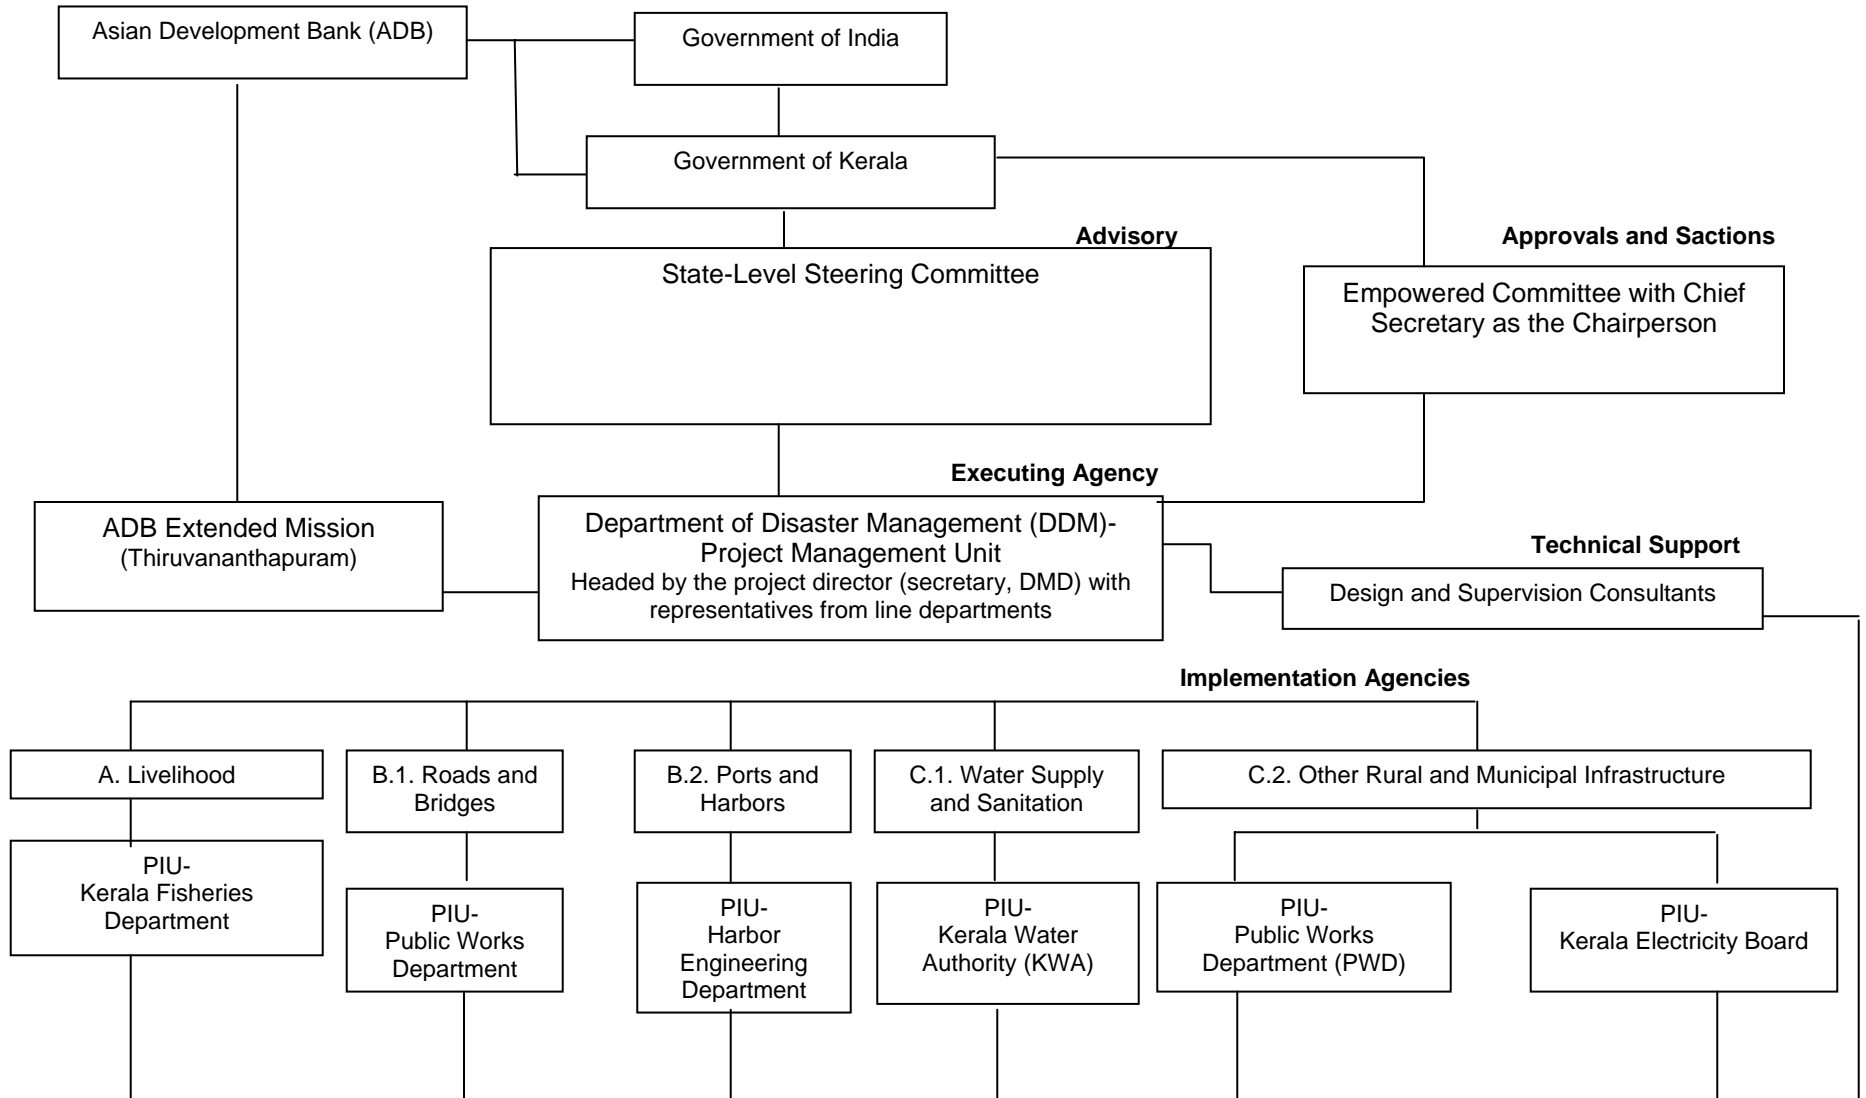 Asian Development Bank (ADB)
Government of India
Government of Kerala
Advisory
Approvals and Sactions
State-Level Steering Committee
Empowered Committee with Chief
Secretary as the Chairperson
Executing Agency
ADB Extended Mission
(Thiruvananthapuram)
Department of Disaster Management (DDM)-
Project Management Unit
Headed by the project director (secretary, DMD) with
representatives from line departments
Technical Support
Design and Supervision Consultants
Implementation Agencies
A. Livelihood
B.1. Roads and
Bridges
B.2. Ports and
Harbors
C.1. Water Supply
and Sanitation
C.2. Other Rural and Municipal Infrastructure
PIU-
Kerala Fisheries
Department
PIU-
Public Works
Department
PIU-
Harbor
Engineering
Department
PIU-
Kerala Water
Authority (KWA)
PIU-
Public Works
Department (PWD)
PIU-
Kerala Electricity Board